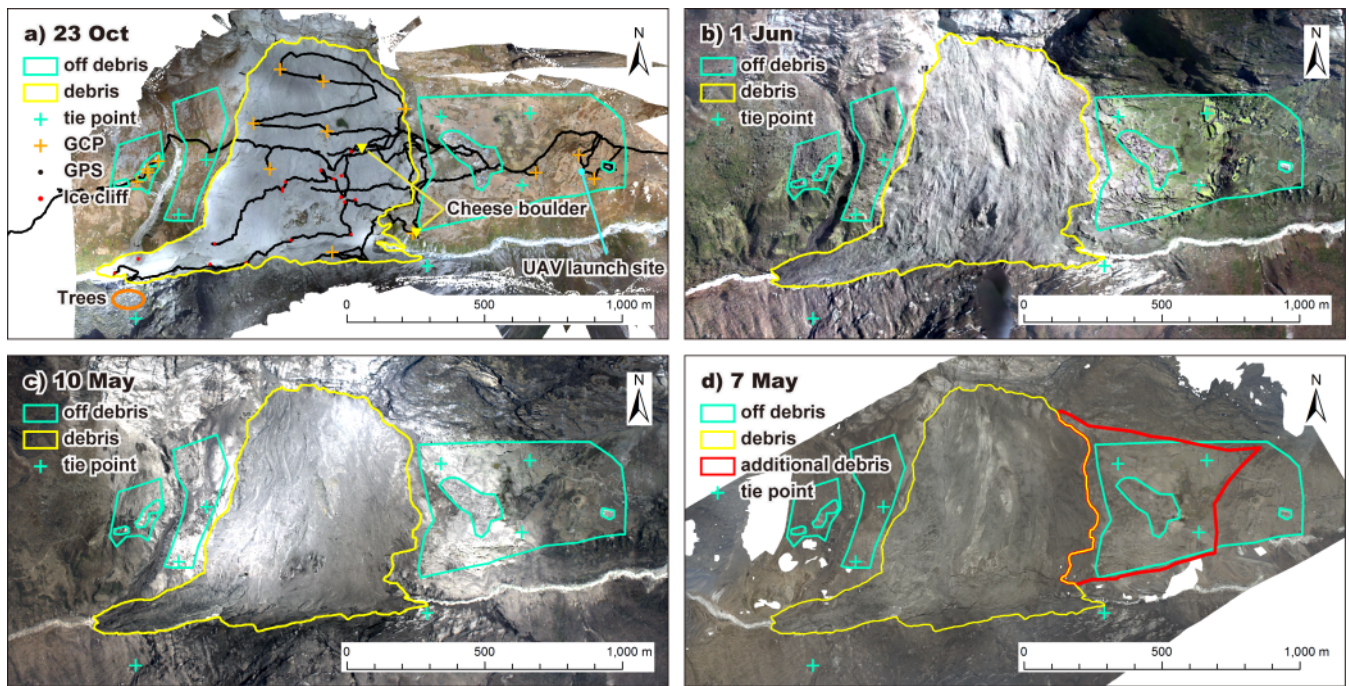 a) 23 Oct
off debris
debris
tie point
GCP
GPS
Ice cliff
Trees
Cheese boulder
UAV launch site
N
0 500 1,000 m
b) 1 Jun
off debris
debris
tie point
N
0 500 1,000 m
c) 10 May
off debris
debris
tie point
N
0 500 1,000 m
d) 7 May
off debris
debris
additional debris
tie point
N
0 500 1,000 m